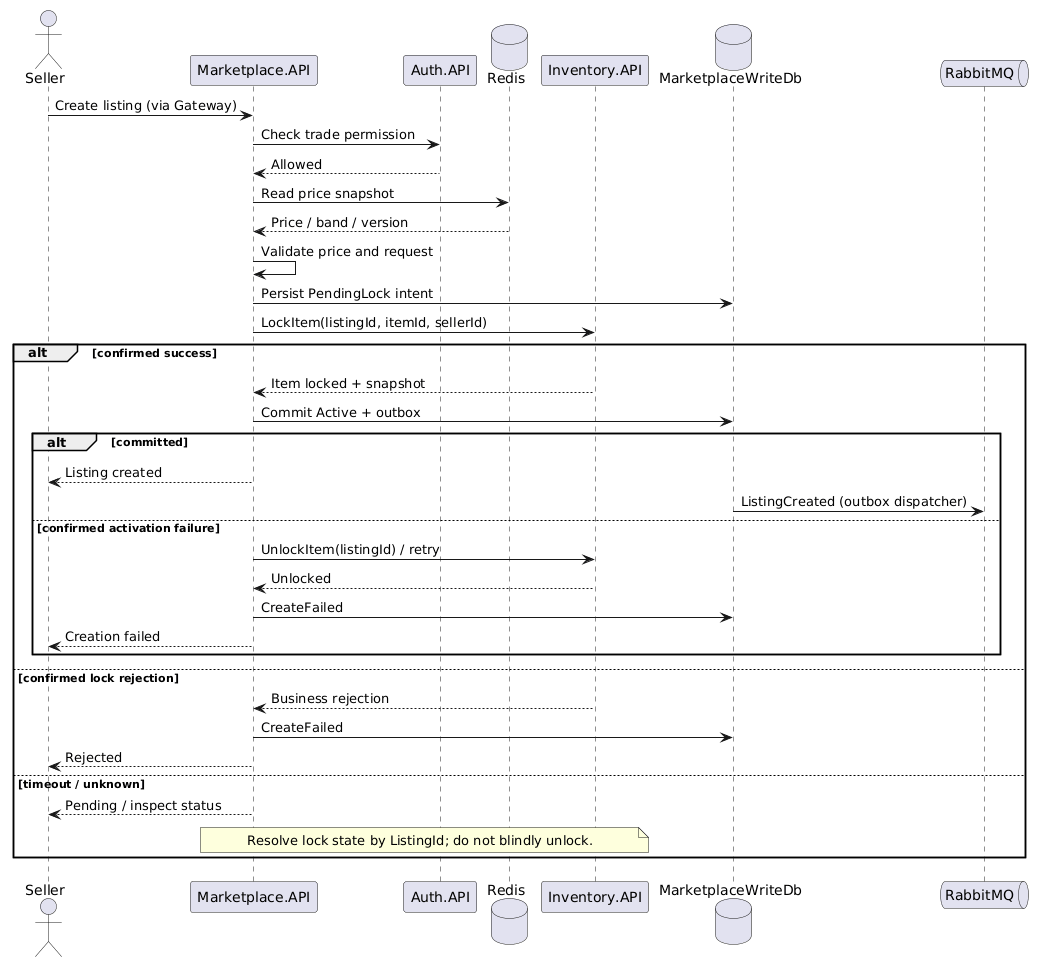 Seller
Marketplace.API
Auth.API
Redis
Inventory.API
MarketplaceWriteDb
RabbitMQ
Create listing (via Gateway)
Check trade permission
Allowed
Read price snapshot
Price / band / version
Validate price and request
Persist PendingLock intent
LockItem(listingId, itemId, sellerId)
alt [confirmed success]
Item locked + snapshot
Commit Active + outbox
alt [committed]
Listing created
ListingCreated (outbox dispatcher)
[confirmed activation failure]
UnlockItem(listingId) / retry
Unlocked
CreateFailed
Creation failed
[confirmed lock rejection]
Business rejection
CreateFailed
Rejected
[timeout / unknown]
Pending / inspect status
Resolve lock state by ListingId; do not blindly unlock.
Seller
Marketplace.API
Auth.API
Redis
Inventory.API
MarketplaceWriteDb
RabbitMQ